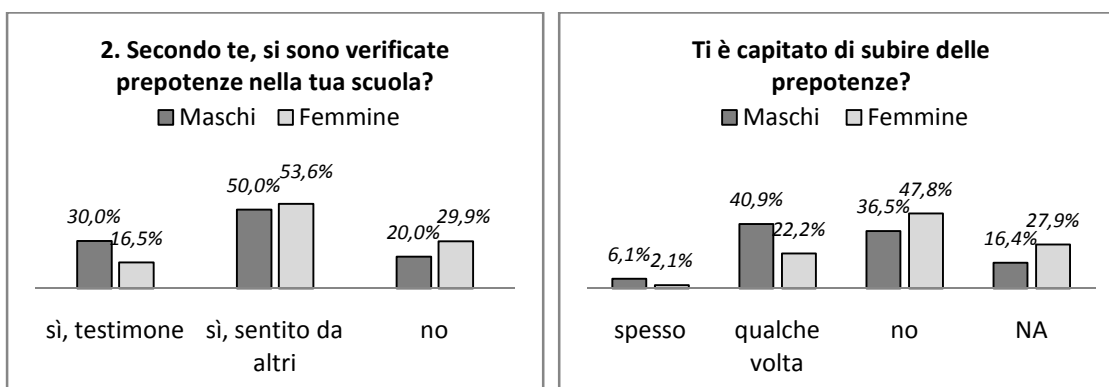 2. Secondo te, si sono verificate
prepotenze nella tua scuola?
Maschi Femmine
30,0%
16,5%
50,0%
53,6%
20,0%
29,9%
sì, testimone
sì, sentito da
altri
no
Ti è capitato di subire delle
prepotenze?
Maschi Femmine
6,1%
2,1%
40,9%
22,2%
36,5%
47,8%
16,4%
27,9%
spesso
qualche
volta
no
NA